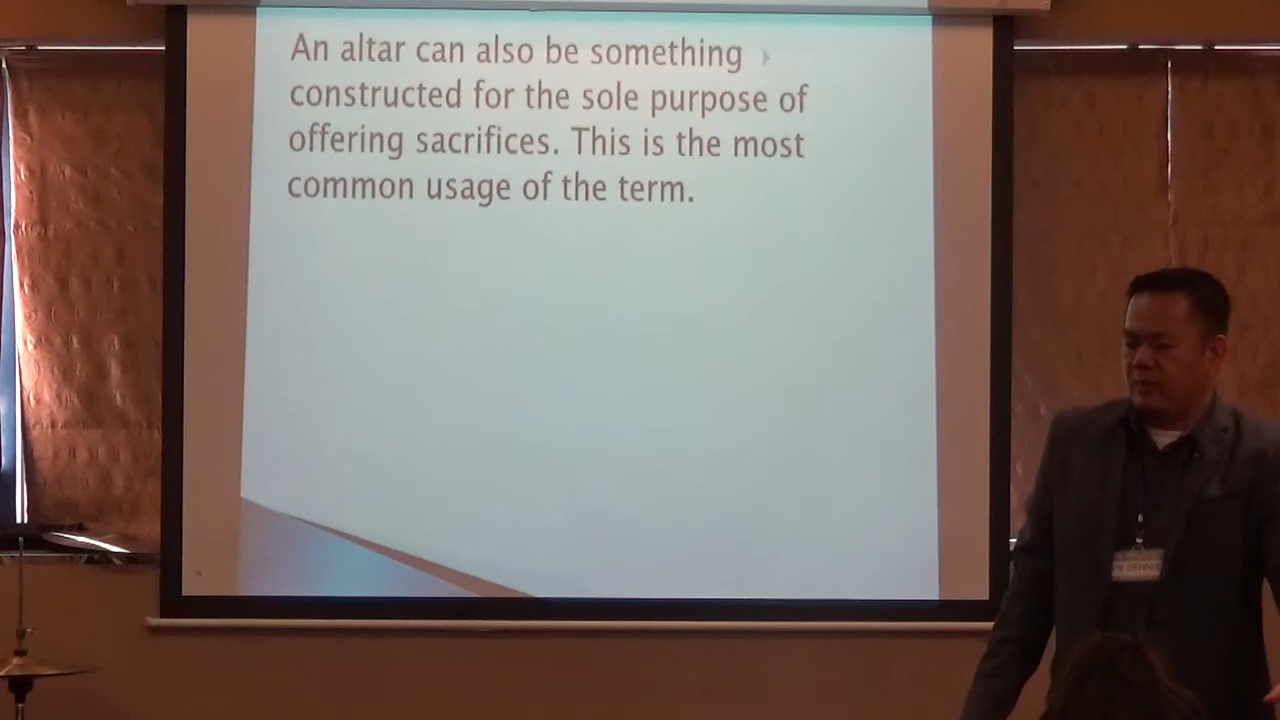 An altar can also be something
constructed for the sole purpose of
offering sacrifices. This is the most
common usage of the term.